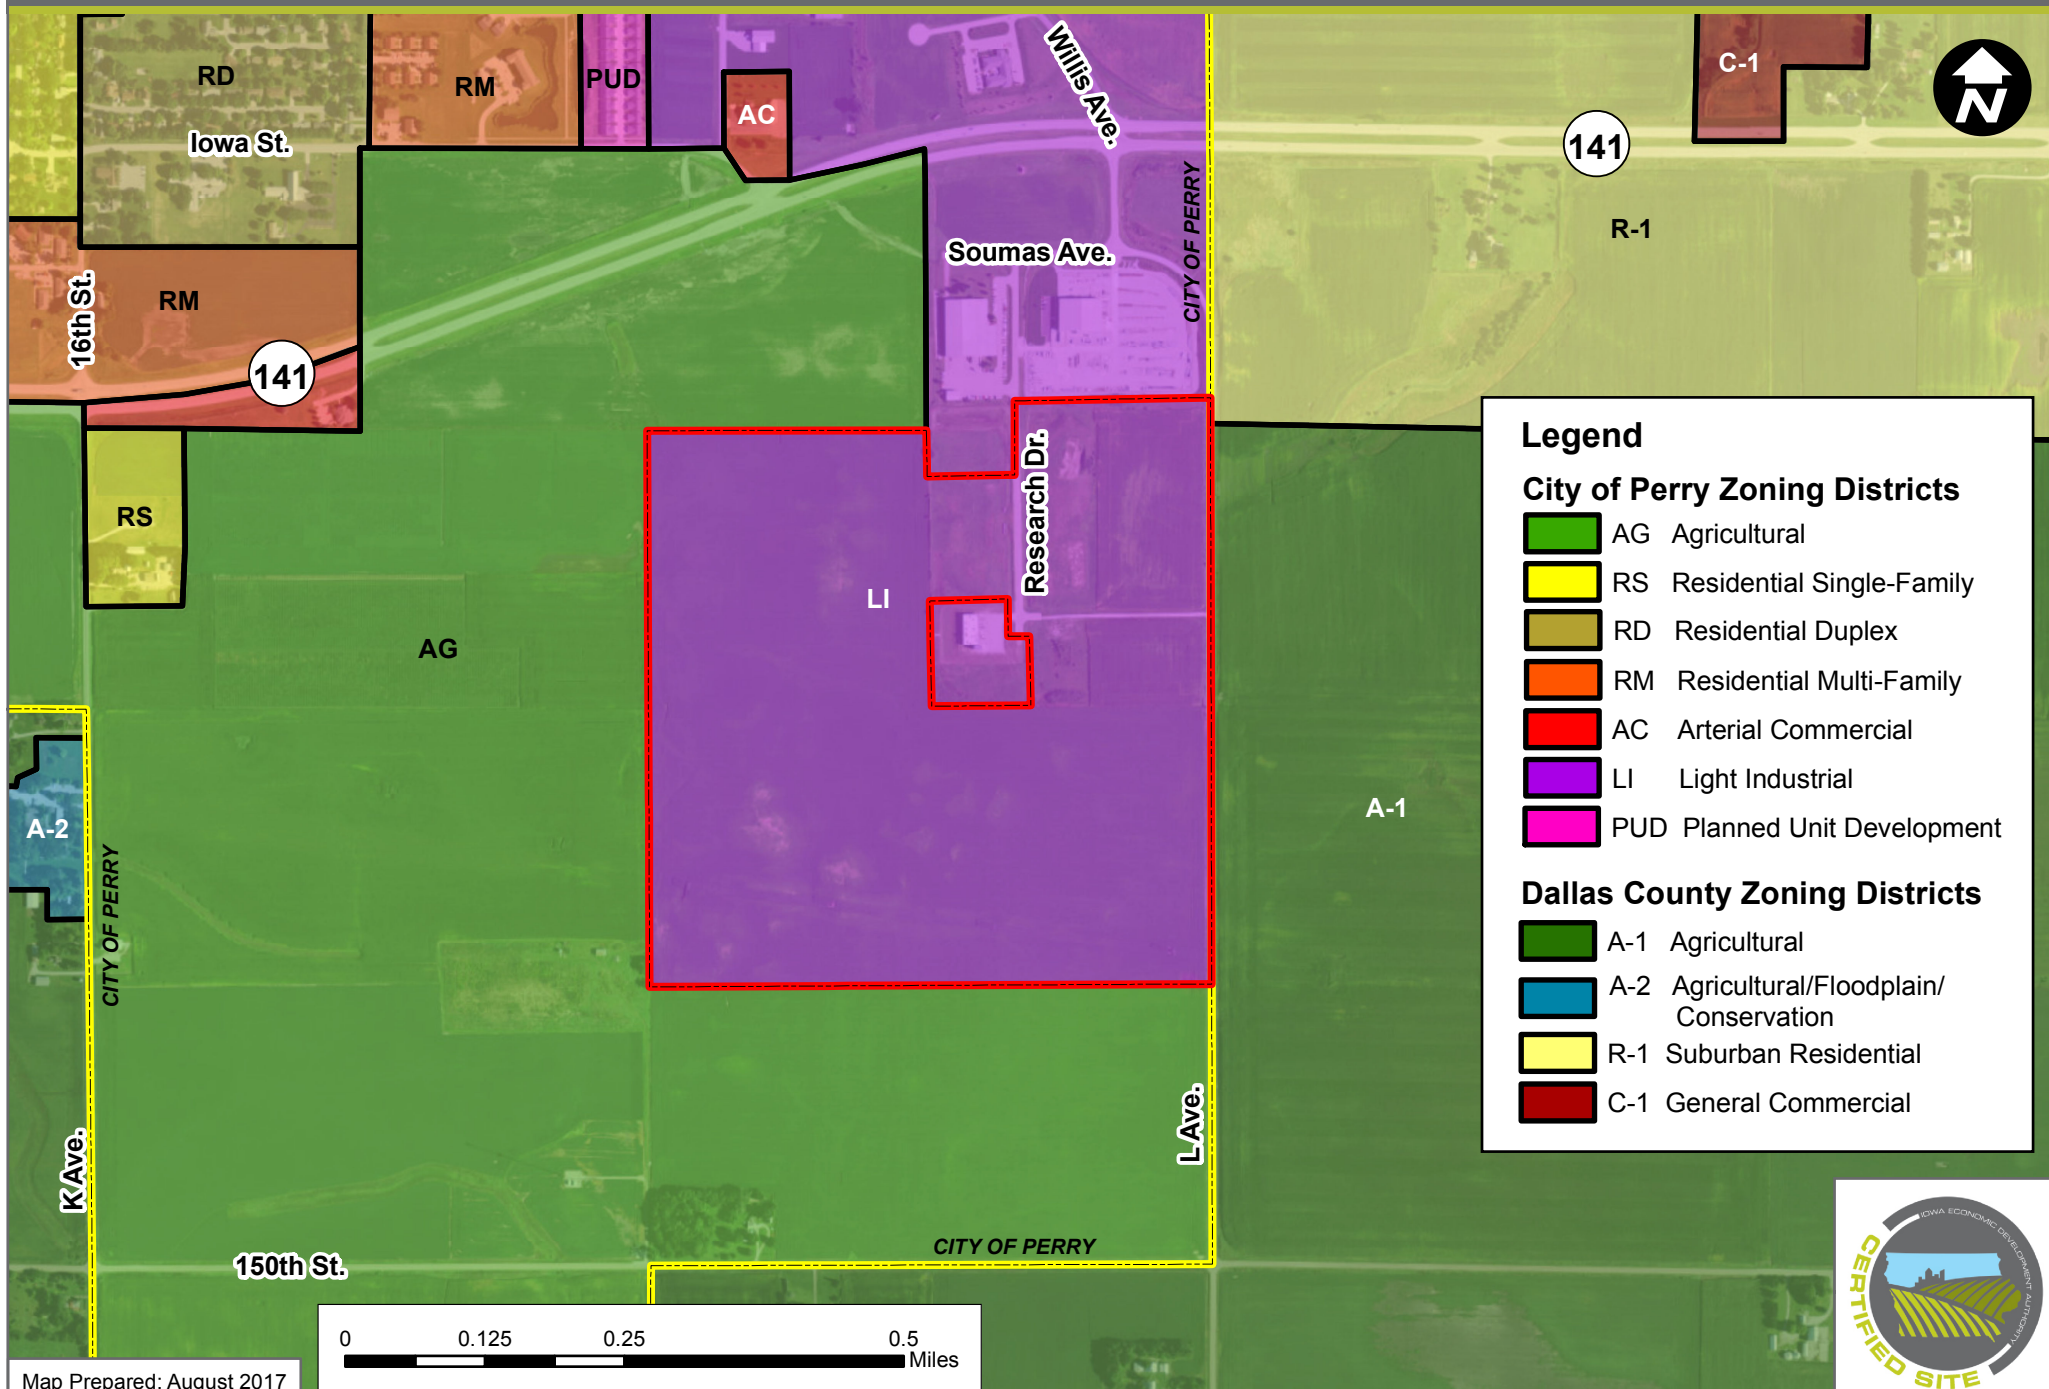 RD
RM
PUD
AC
Willis Ave.
C-1
N
Iowa St.
141
CITY OF PERRY
R-1
Soumas Ave.
16th St.
RM
141
Research Dr.
RS
LI
AG
A-1
A-2
CITY OF PERRY
K Ave.
L Ave.
150th St.
CITY OF PERRY
Legend
City of Perry Zoning Districts
AG Agricultural
RS Residential Single-Family
RD Residential Duplex
RM Residential Multi-Family
AC Arterial Commercial
LI Light Industrial
PUD Planned Unit Development
Dallas County Zoning Districts
A-1 Agricultural
A-2 Agricultural/Floodplain/
Conservation
R-1 Suburban Residential
C-1 General Commercial
0 0.125 0.25 0.5
Miles
Map Prepared: August 2017
IOWA ECONOMIC DEVELOPMENT AUTHORITY
CERTIFIED SITE